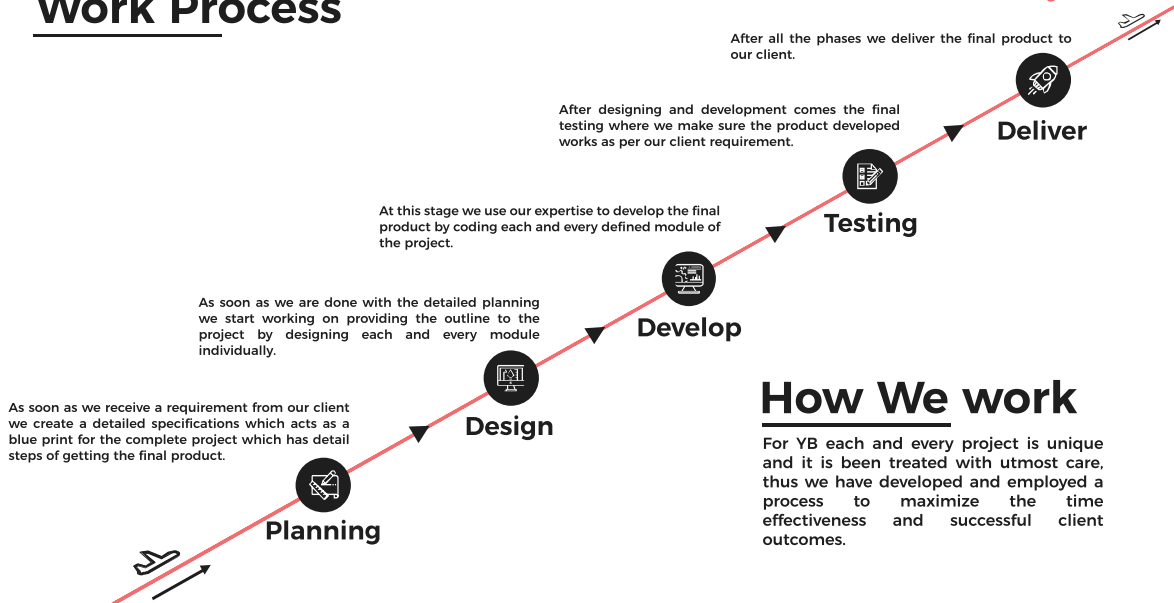 Work Process
After all the phases we deliver the final product to
our client.
Deliver
After designing and development comes the final
testing where we make sure the product developed
works as per our client requirement.
Testing
At this stage we use our expertise to develop the final
product by coding each and every defined module of
the project.
Develop
As soon as we are done with the detailed planning
we start working on providing the outline to the
project by designing each and every module
individually.
Design
As soon as we receive a requirement from our client
we create a detailed specifications which acts as a
blue print for the complete project which has detail
steps of getting the final product.
Planning
How We work
For YB each and every project is unique
and it is been treated with utmost care,
thus we have developed and employed a
process to maximize the time
effectiveness and successful client
outcomes.